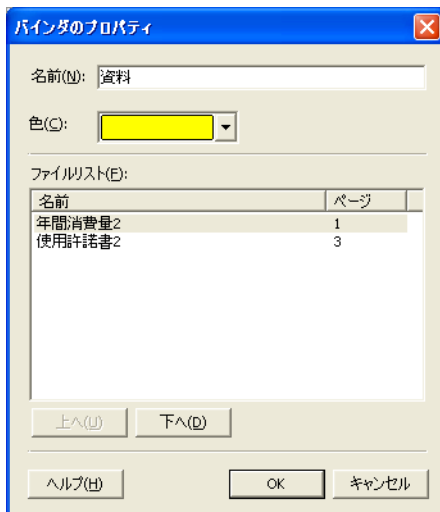 バインダのプロパティ
名前(N): 資料
色(C):
ファイルリスト(F):
名前 ページ
年間消費量2 1
使用許諾書2 3
上へ(U) 下へ(D)
ヘルプ(H) OK キャンセル